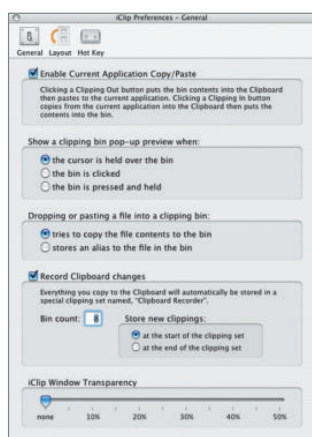 iClip Preferences – General
General Layout Hot Key
Enable Current Application Copy/Paste
Clicking a Clipping Out button puts the bin contents into the Clipboard
then pastes to the current application. Clicking a Clipping In button
copies from the current application into the Clipboard then puts the
contents into the bin.
Show a clipping bin pop-up preview when:
the cursor is held over the bin
the bin is clicked
the bin is pressed and held
Dropping or pasting a file into a clipping bin:
tries to copy the file contents to the bin
stores an alias to the file in the bin
Record Clipboard changes
Everything you copy to the Clipboard will automatically be stored in a
special clipping set named, "Clipboard Recorder".
Bin count: 8 Store new clippings:
at the start of the clipping set
at the end of the clipping set
iClip Window Transparency
none 10% 20% 30% 40% 50%